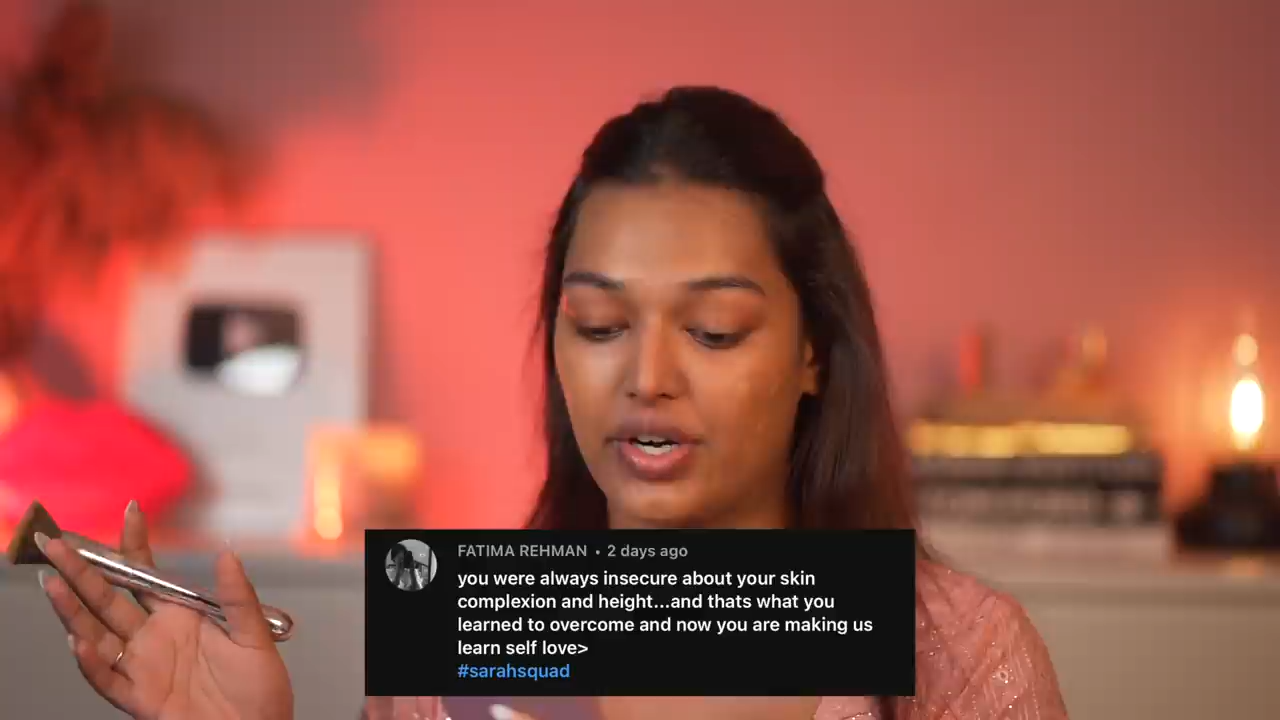 FATIMA REHMAN • 2 days ago
you were always insecure about your skin
complexion and height...and thats what you
learned to overcome and now you are making us
learn self love>
#sarahsquad